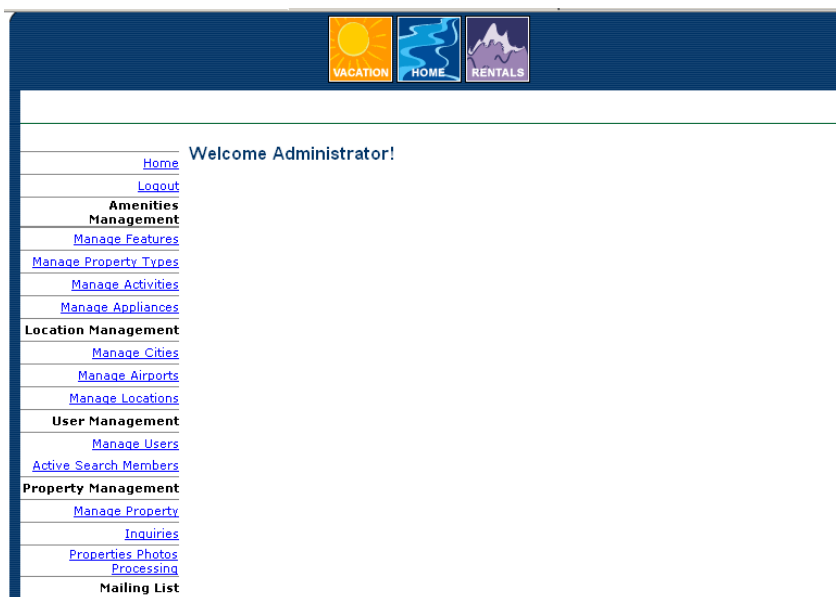 VACATION HOME RENTALS
Welcome Administrator!
Home
Logout
Amenities
Management
Manage Features
Manage Property Types
Manage Activities
Manage Appliances
Location Management
Manage Cities
Manage Airports
Manage Locations
User Management
Manage Users
Active Search Members
Property Management
Manage Property
Inquiries
Properties Photos
Processing
Mailing List